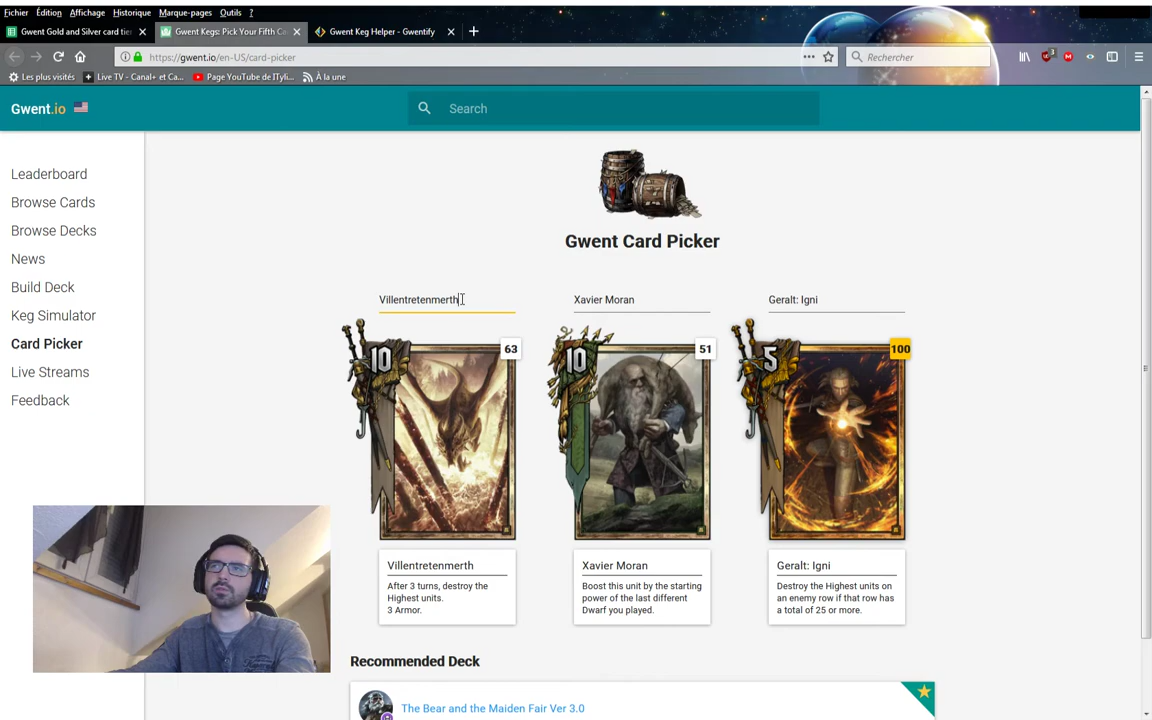 Fichier Édition Affichage Historique Marque-pages Outils ?
Gwent Gold and Silver card tier
Gwent Kegs: Pick Your Fifth Ca
Gwent Keg Helper - Gwentify
https://gwent.io/en-US/card-picker
Rechercher
3
Les plus visités
Live TV - Canal+ et Ca...
Page YouTube de ITyli...
À la une
Gwent.io
Search
Leaderboard
Browse Cards
Browse Decks
News
Build Deck
Keg Simulator
Card Picker
Live Streams
Feedback
Gwent Card Picker
Villentretenmerth
Xavier Moran
Geralt: Igni
10
63
10
51
5
100
Villentretenmerth
After 3 turns, destroy the
Highest units.
3 Armor.
Xavier Moran
Boost this unit by the starting
power of the last different
Dwarf you played.
Geralt: Igni
Destroy the Highest units on
an enemy row if that row has
a total of 25 or more.
Recommended Deck
The Bear and the Maiden Fair Ver 3.0